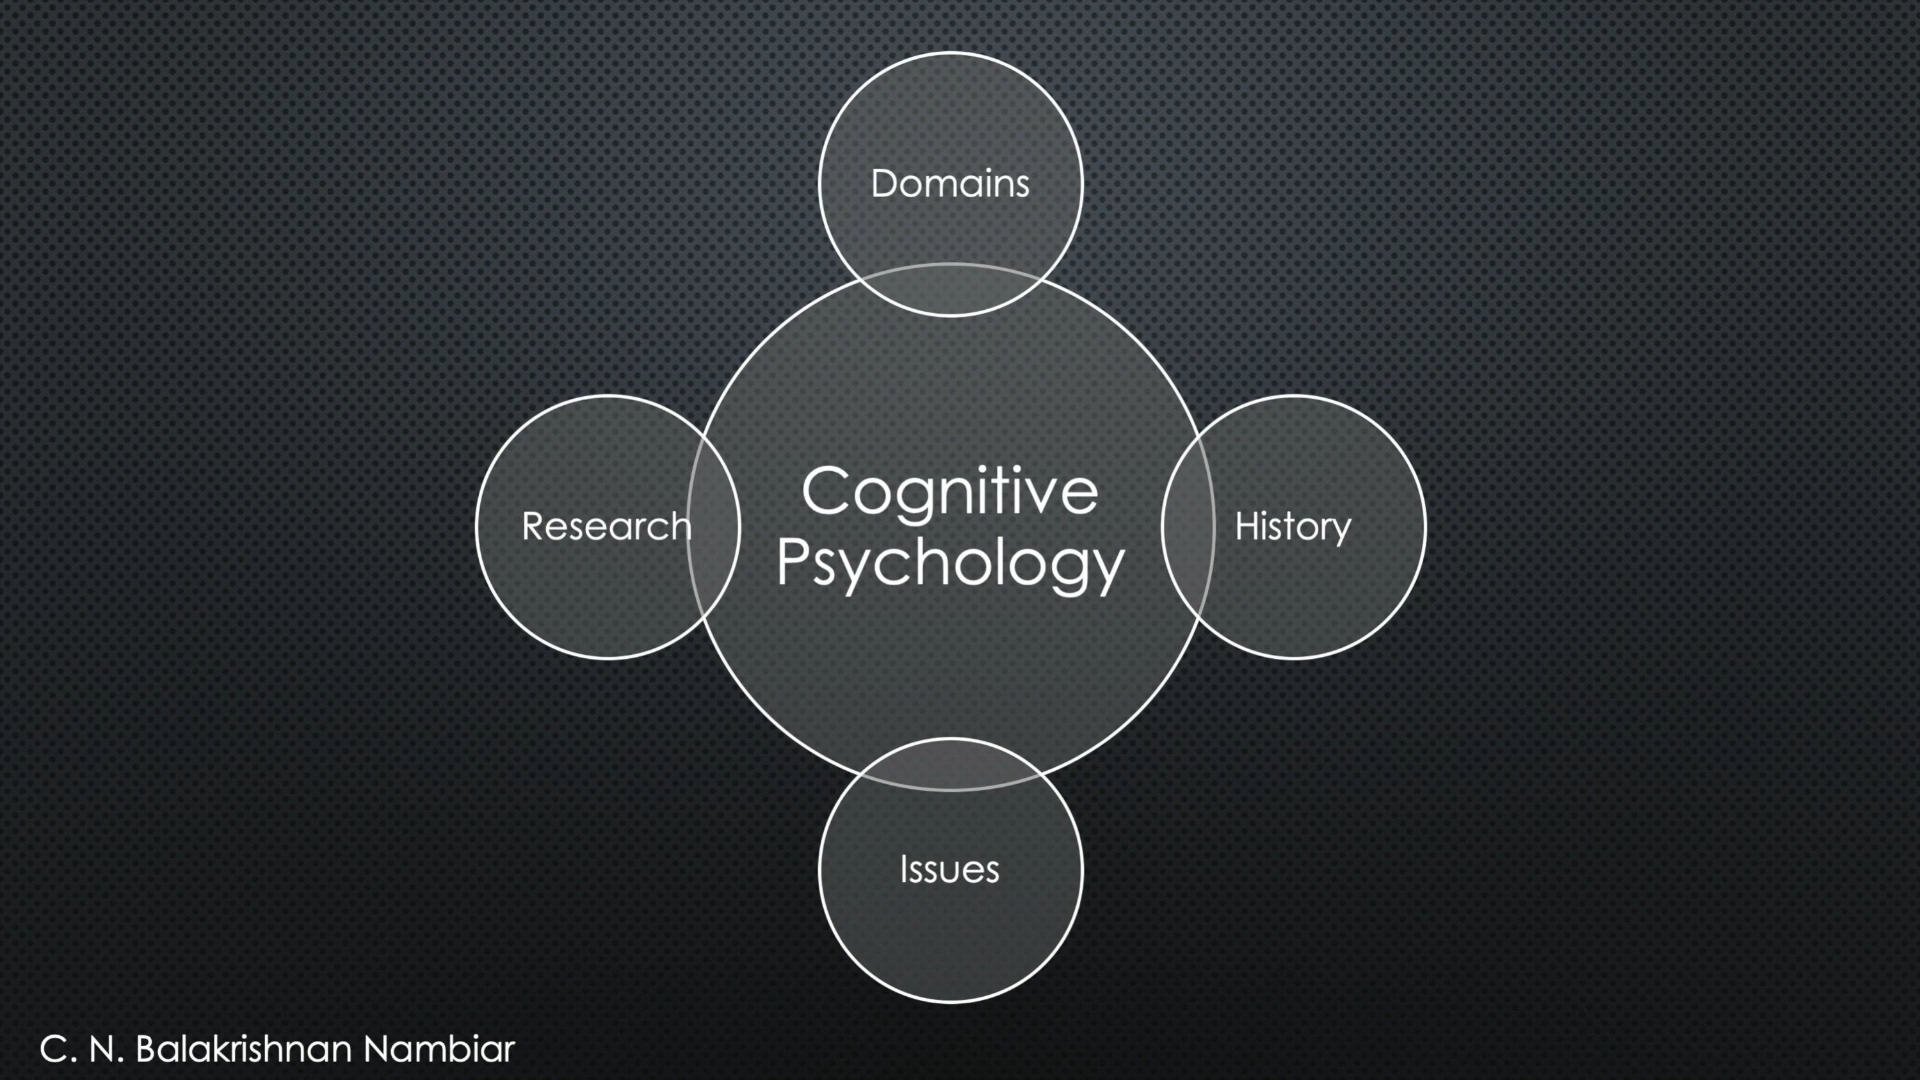 Domains
Research
Cognitive
Psychology
History
Issues
C. N. Balakrishnan Nambiar